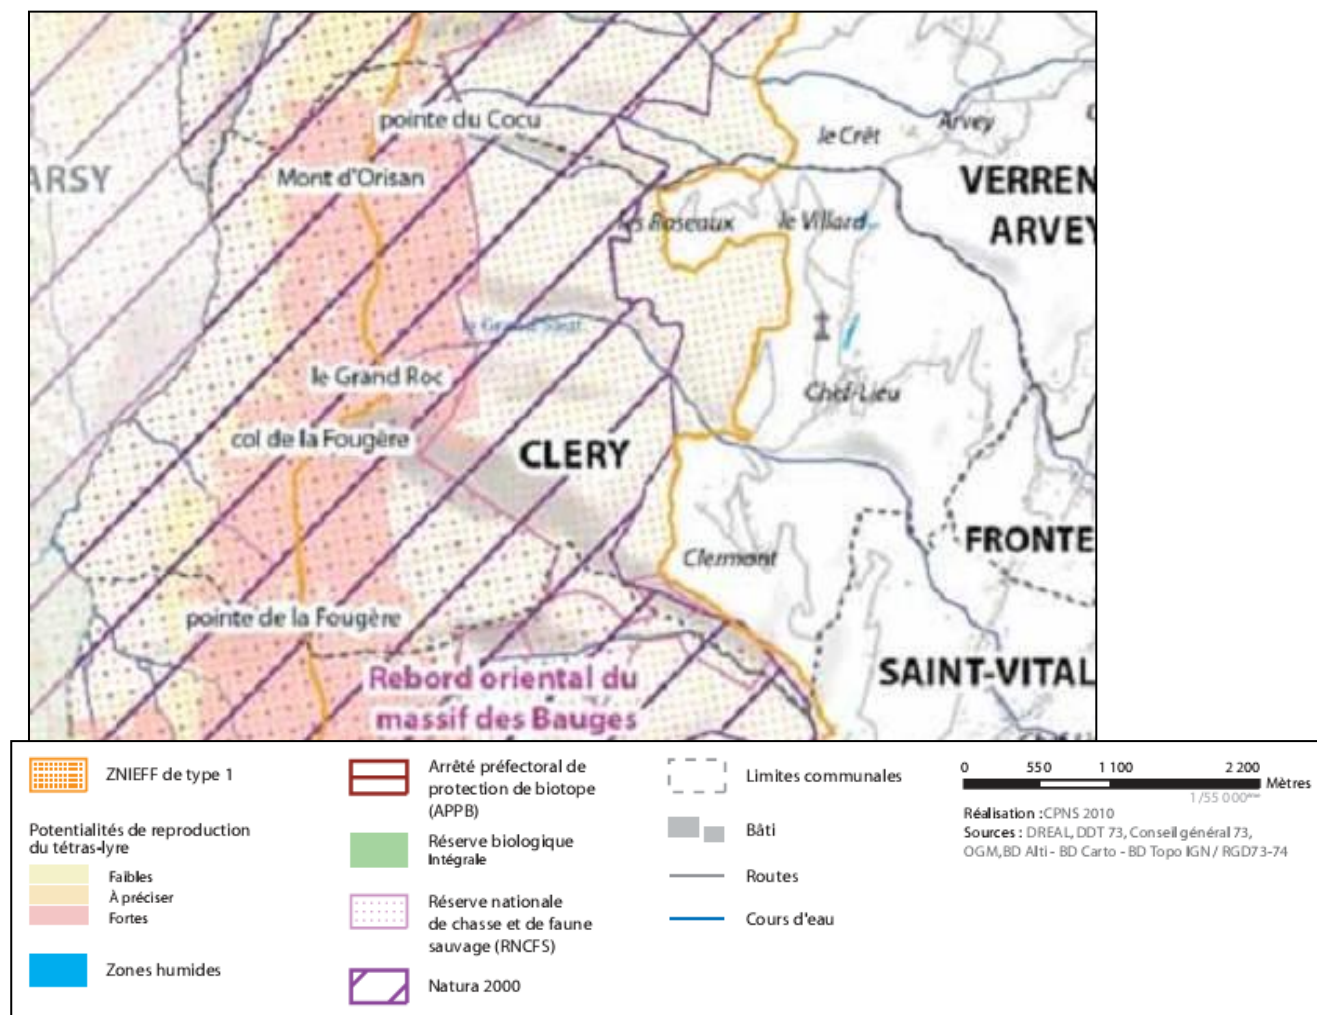 pointe du Cocu
le Crêt
Arvey
ARSY
Mont d'Orisan
VERREN
ARVEY
les Roseaux
le Villard
le Grand Roc
Chef-Lieu
col de la Fougère
CLERY
FRONTE
Clermont
pointe de la Fougère
SAINT-VITAL
Rebord oriental du
massif des Bauges
ZNIEFF de type 1
Potentialités de reproduction
du tétras-lyre
Faibles
À préciser
Fortes
Zones humides
Arrêté préfectoral de
protection de biotope
(APPB)
Réserve biologique
Intégrale
Réserve nationale
de chasse et de faune
sauvage (RNCFS)
Natura 2000
Limites communales
Bâti
Routes
Cours d'eau
0 550 1 100 2 200
Mètres
1/55 000
Réalisation : CPNS 2010
Sources : DREAL, DDT 73, Conseil général 73,
OGM, BD Alti - BD Carto - BD Topo IGN / RGD73-74